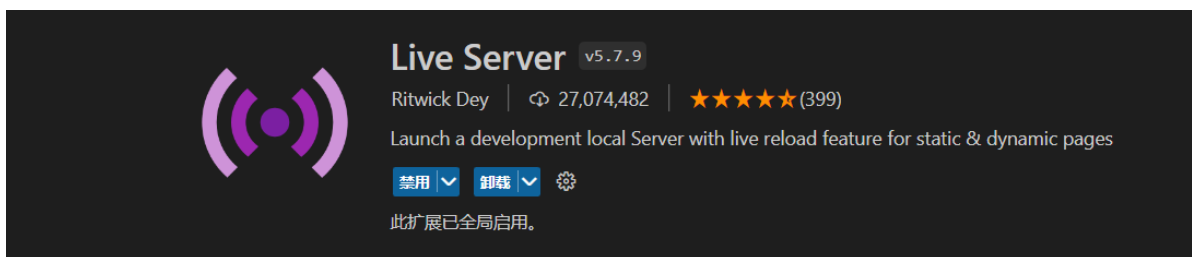 Live Server v5.7.9
Ritwick Dey 27,074,482 (399)
Launch a development local Server with live reload feature for static & dynamic pages
禁用 卸载
此扩展已全局启用。